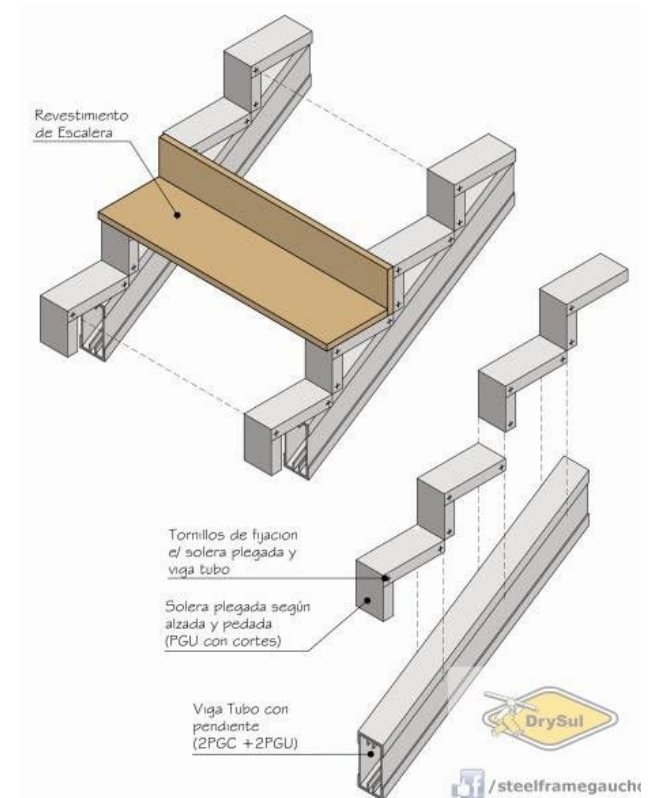 Revestimiento
de Escalera
Tornillos de fijacion
e/ solera plegada y
viga tubo
Solera plegada según
alzada y pedada
(PGU con cortes)
Viga Tubo con
pendiente
(2PGC +2PGU)
DrySul
f /steelframegaucho